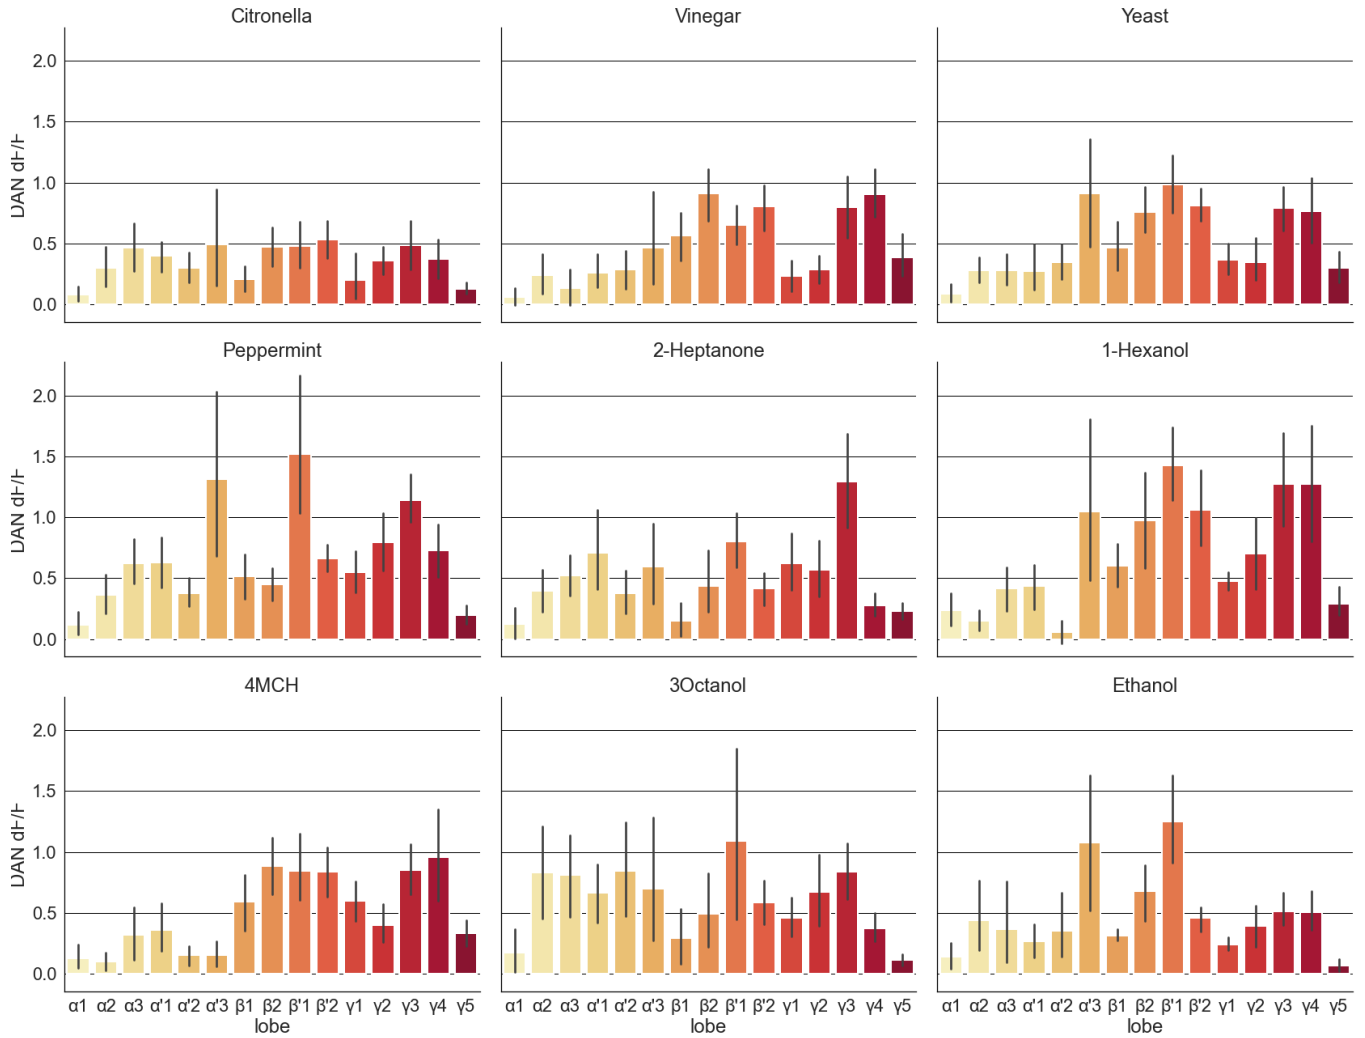 Citronella Vinegar Yeast
2.0
1.5
1.0
0.5
0.0
DAN dF/F
Peppermint 2-Heptanone 1-Hexanol
2.0
1.5
1.0
0.5
0.0
DAN dF/F
4MCH 3Octanol Ethanol
2.0
1.5
1.0
0.5
0.0
DAN dF/F
α1 α2 α3 α'1 α'2 α'3 β1 β2 β'1 β'2 γ1 γ2 γ3 γ4 γ5 α1 α2 α3 α'1 α'2 α'3 β1 β2 β'1 β'2 γ1 γ2 γ3 γ4 γ5 α1 α2 α3 α'1 α'2 α'3 β1 β2 β'1 β'2 γ1 γ2 γ3 γ4 γ5
lobe lobe lobe